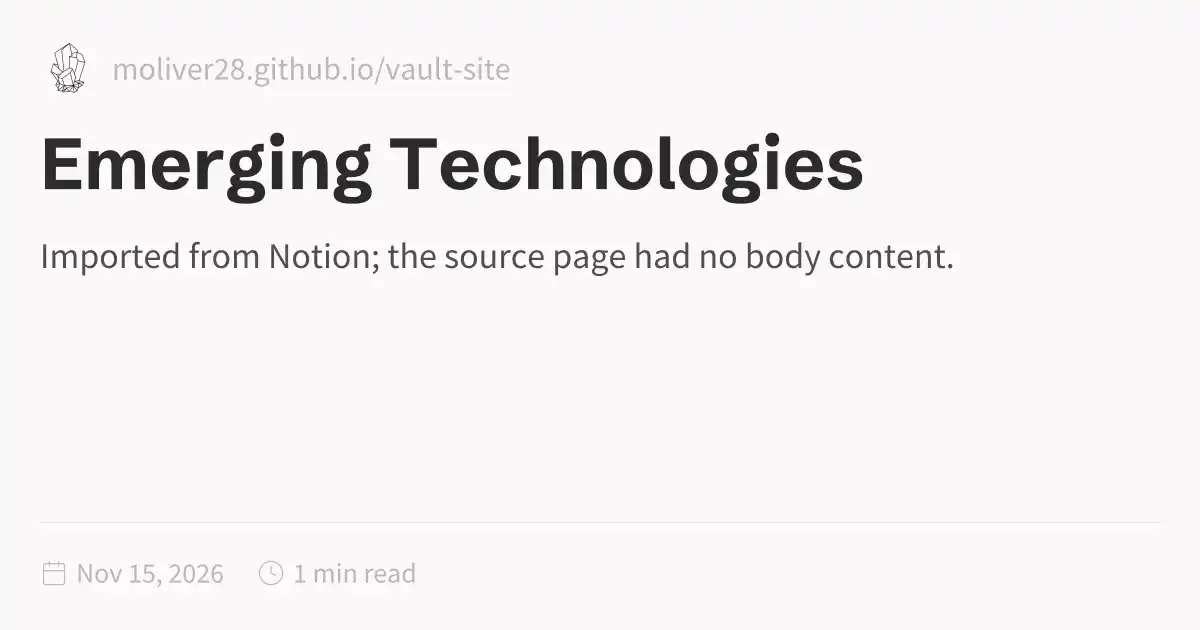 moliver28.github.io/vault-site
Emerging Technologies
Imported from Notion; the source page had no body content.
Nov 15, 2026 1 min read